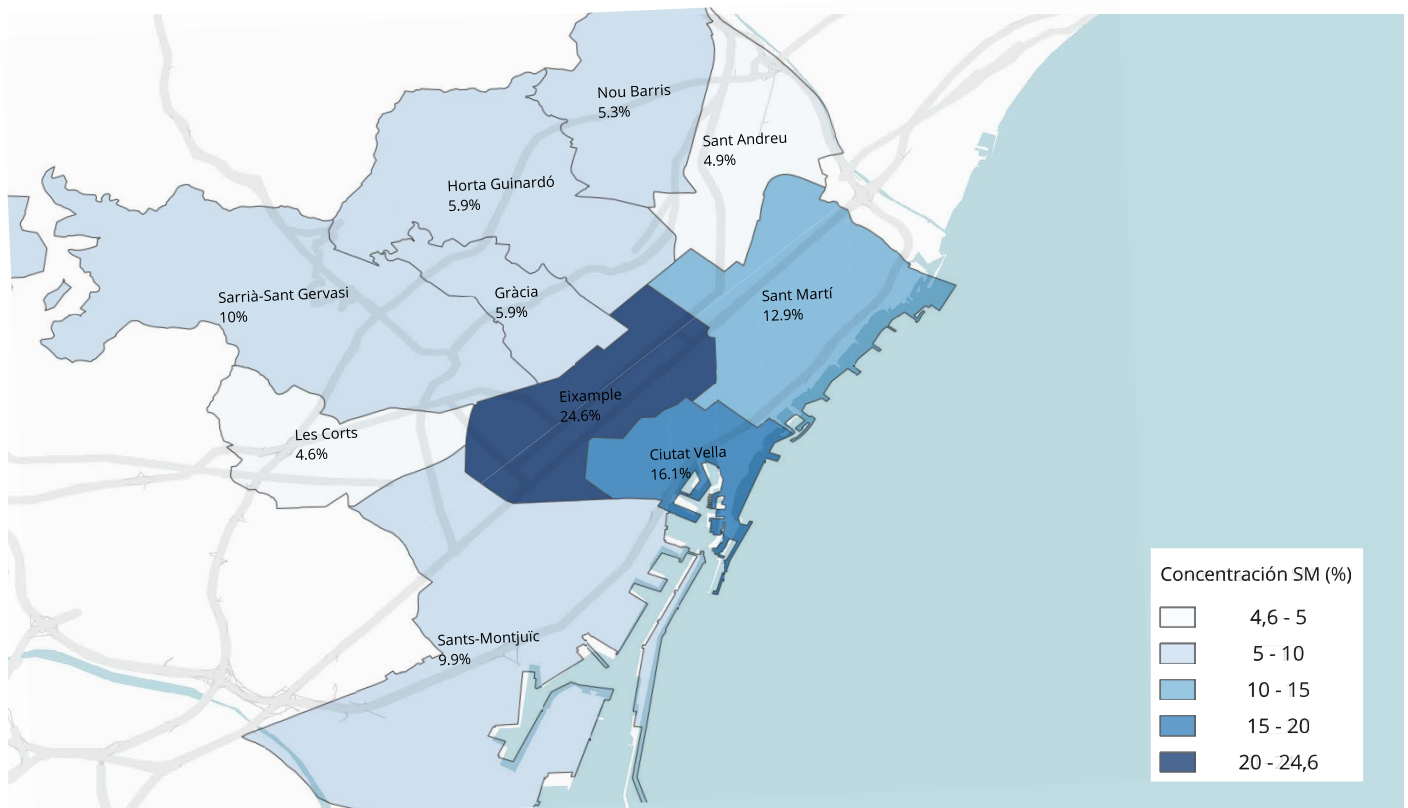 Nou Barris
5.3%
Sant Andreu
4.9%
Horta Guinardó
5.9%
Sarrià-Sant Gervasi
10%
Gràcia
5.9%
Sant Martí
12.9%
Eixample
24.6%
Les Corts
4.6%
Ciutat Vella
16.1%
Sants-Montjuïc
9.9%
Concentración SM (%)
4,6 - 5
5 - 10
10 - 15
15 - 20
20 - 24,6